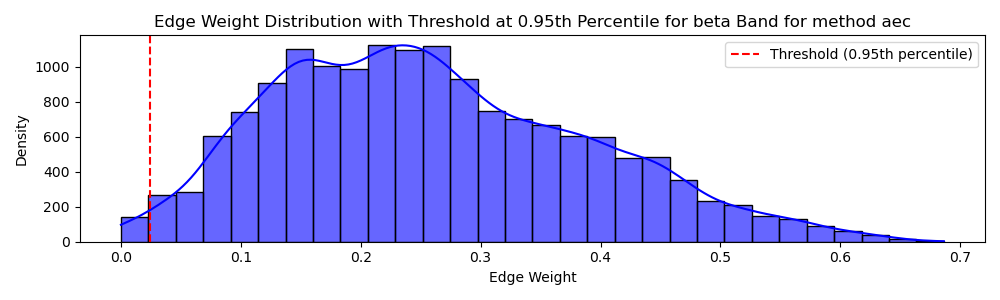 Edge Weight Distribution with Threshold at 0.95th Percentile for beta Band for method aec
Threshold (0.95th percentile)
Density
1000
800
600
400
200
0
0.0 0.1 0.2 0.3 0.4 0.5 0.6 0.7
Edge Weight